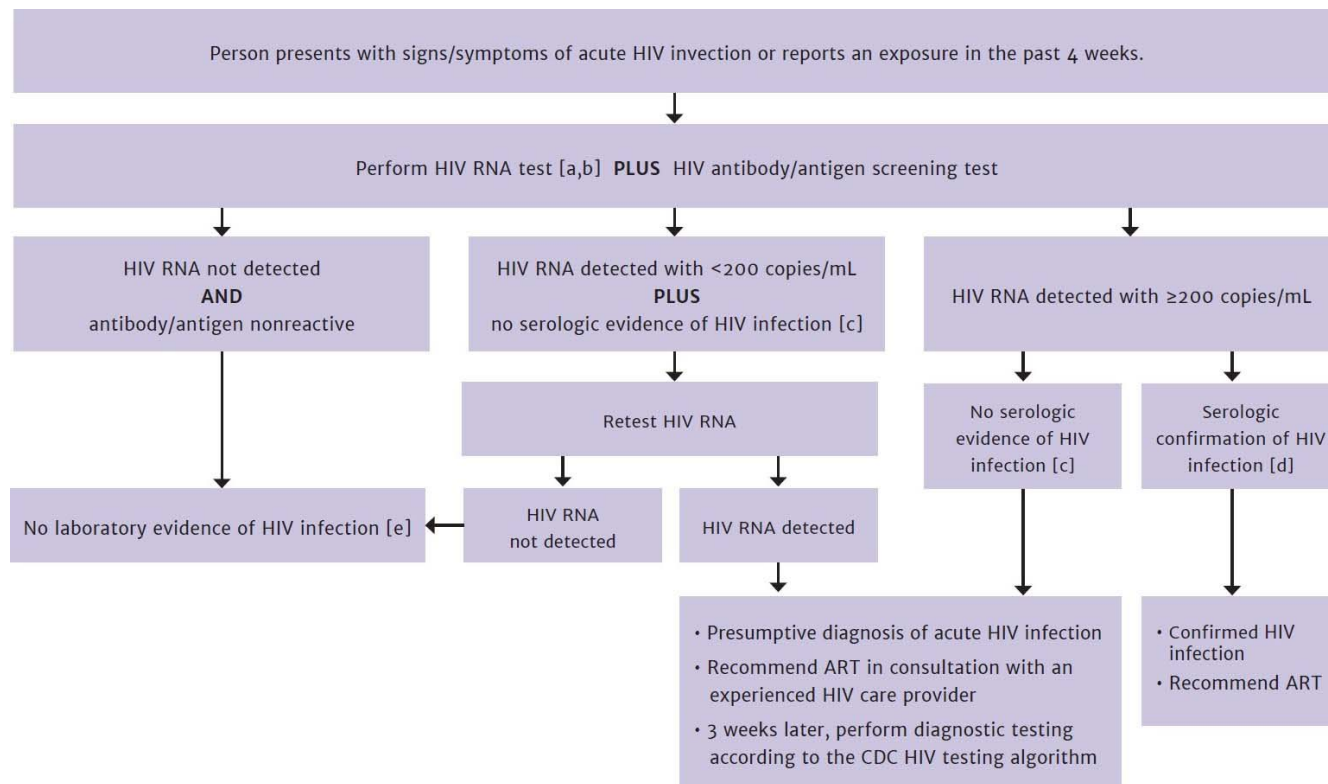 Person presents with signs/symptoms of acute HIV invection or reports an exposure in the past 4 weeks.
Perform HIV RNA test [a,b] PLUS HIV antibody/antigen screening test
HIV RNA not detected
AND
antibody/antigen nonreactive
HIV RNA detected with <200 copies/mL
PLUS
no serologic evidence of HIV infection [c]
HIV RNA detected with ≥200 copies/mL
Retest HIV RNA
No serologic
evidence of HIV
infection [c]
Serologic
confirmation of HIV
infection [d]
No laboratory evidence of HIV infection [e]
HIV RNA
not detected
HIV RNA detected
• Presumptive diagnosis of acute HIV infection
• Recommend ART in consultation with an
experienced HIV care provider
• 3 weeks later, perform diagnostic testing
according to the CDC HIV testing algorithm
• Confirmed HIV
infection
• Recommend ART